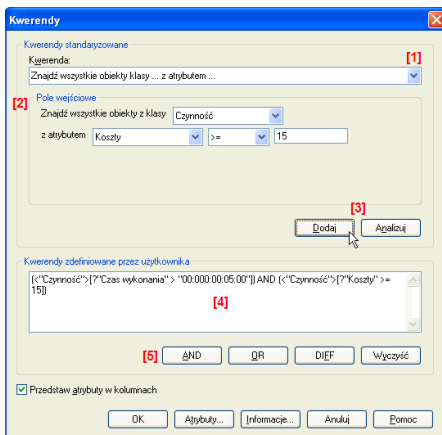 Kwerendy
Kwerendy standaryzowane
Kwerenda: [1]
Znajdź wszystkie obiekty klasy ... z atrybutem ...
[2] Pole wejściowe
Znajdź wszystkie obiekty z klasy Czynność
z atrybutem Koszty >= 15
[3]
Dodaj Analizuj
Kwerendy zdefiniowane przez użytkownika
(<"Czynność">[?"Czas wykonania" > "00:000:00:05:00"]) AND (<"Czynność">[?"Koszty" >=
15])
[4]
[5] AND OR DIFF Wyczyść
Przedstaw atrybuty w kolumnach
OK Atrybuty... Informacje... Anuluj Pomoc